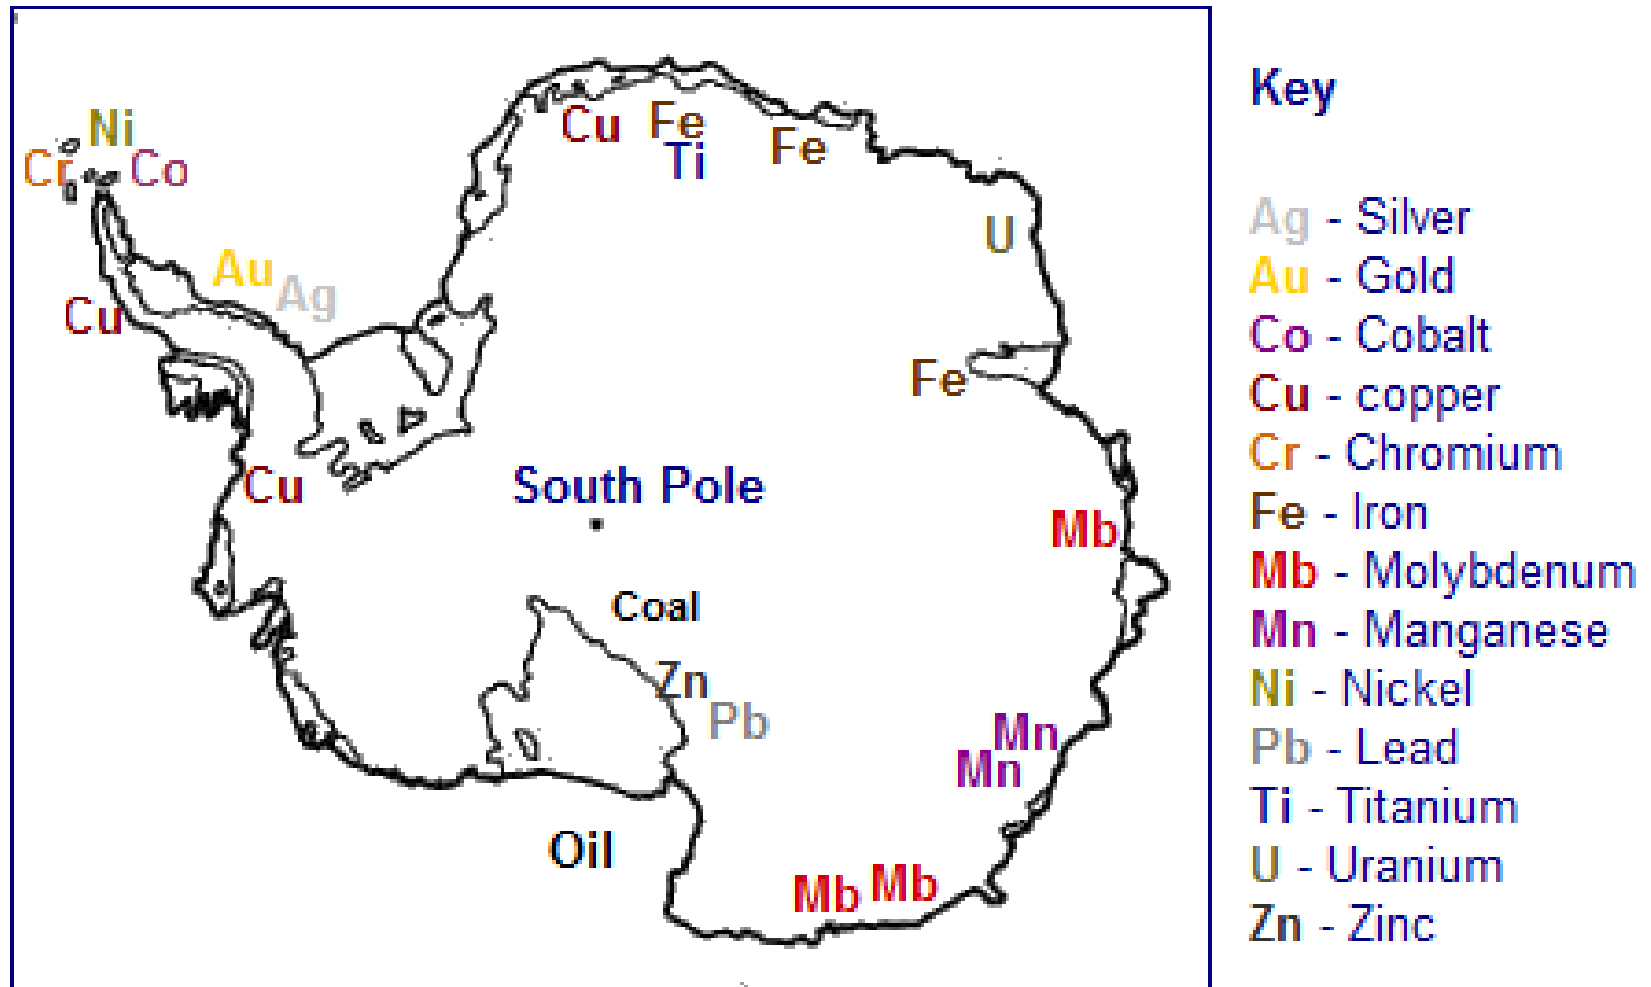 Ni
Cr Co
Au
Ag
Cu
Cu Fe
Ti Fe
U
Fe
Cu
South Pole
Mb
Coal
Zn
Pb
Mn
Mn
Oil
Mb Mb
Key
Ag - Silver
Au - Gold
Co - Cobalt
Cu - copper
Cr - Chromium
Fe - Iron
Mb - Molybdenum
Mn - Manganese
Ni - Nickel
Pb - Lead
Ti - Titanium
U - Uranium
Zn - Zinc